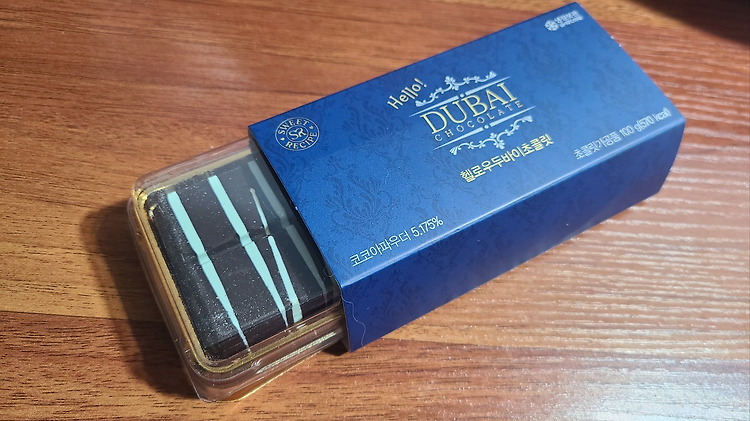 Hello!
DUBAI
CHOCOLATE
SWEET
SR
RECIPE
헬로우두바이초콜릿
초콜릿가공품 100 g(570 kcal)
코코아파우더 5.175%